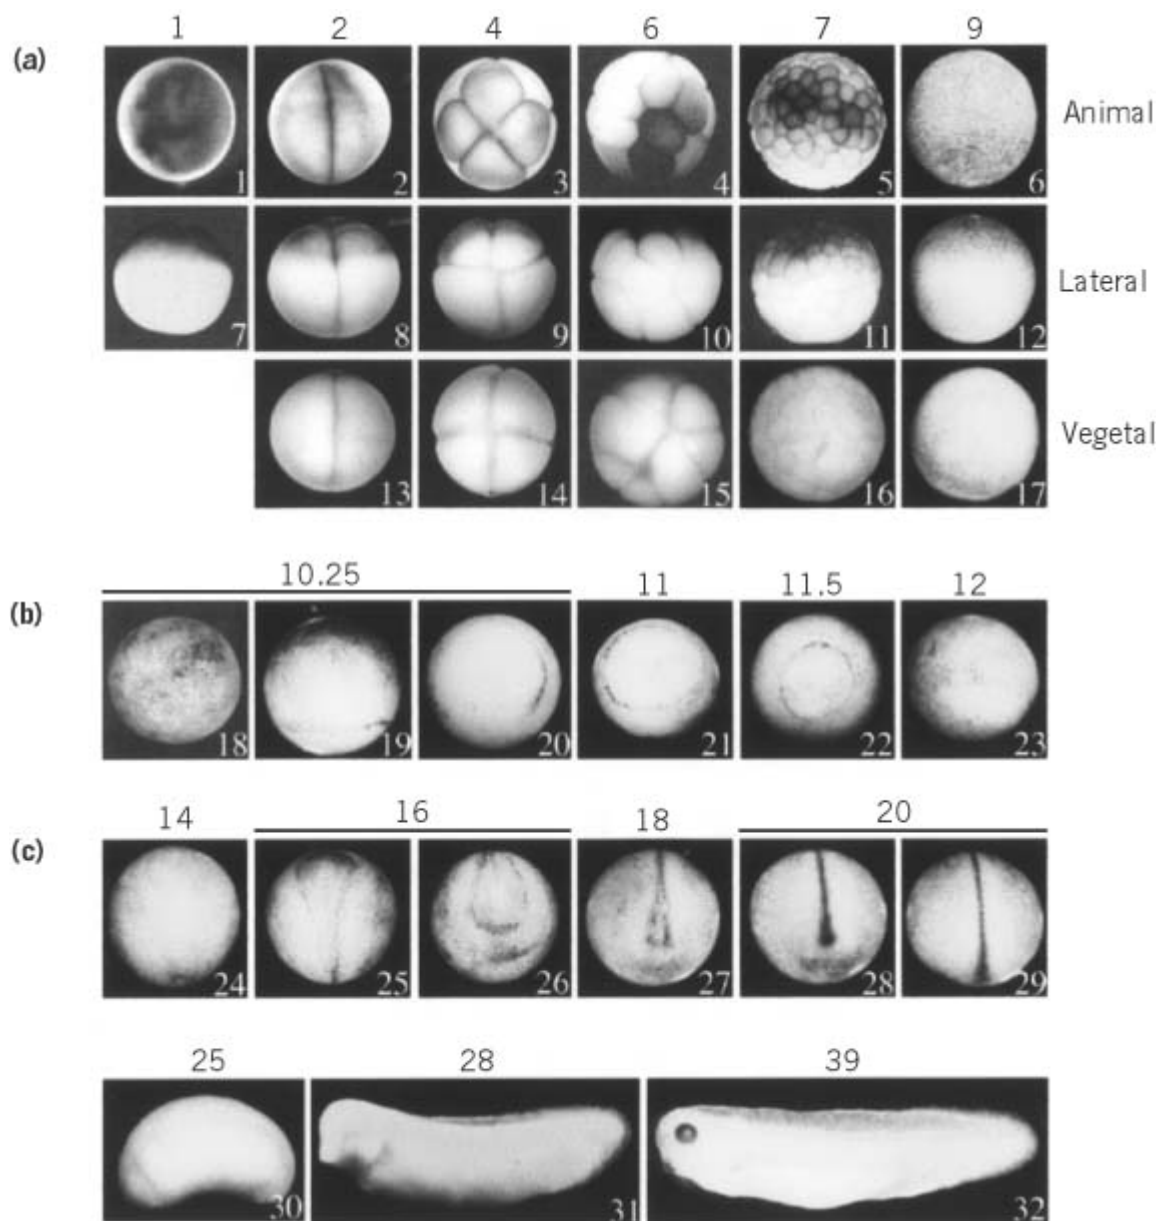 1 2 4 6 7 9
(a)
1 2 3 4 5 6 Animal
7 8 9 10 11 12 Lateral
13 14 15 16 17 Vegetal
10.25 11 11.5 12
(b)
18 19 20 21 22 23
14 16 18 20
(c)
24 25 26 27 28 29
25 28 39
30 31 32